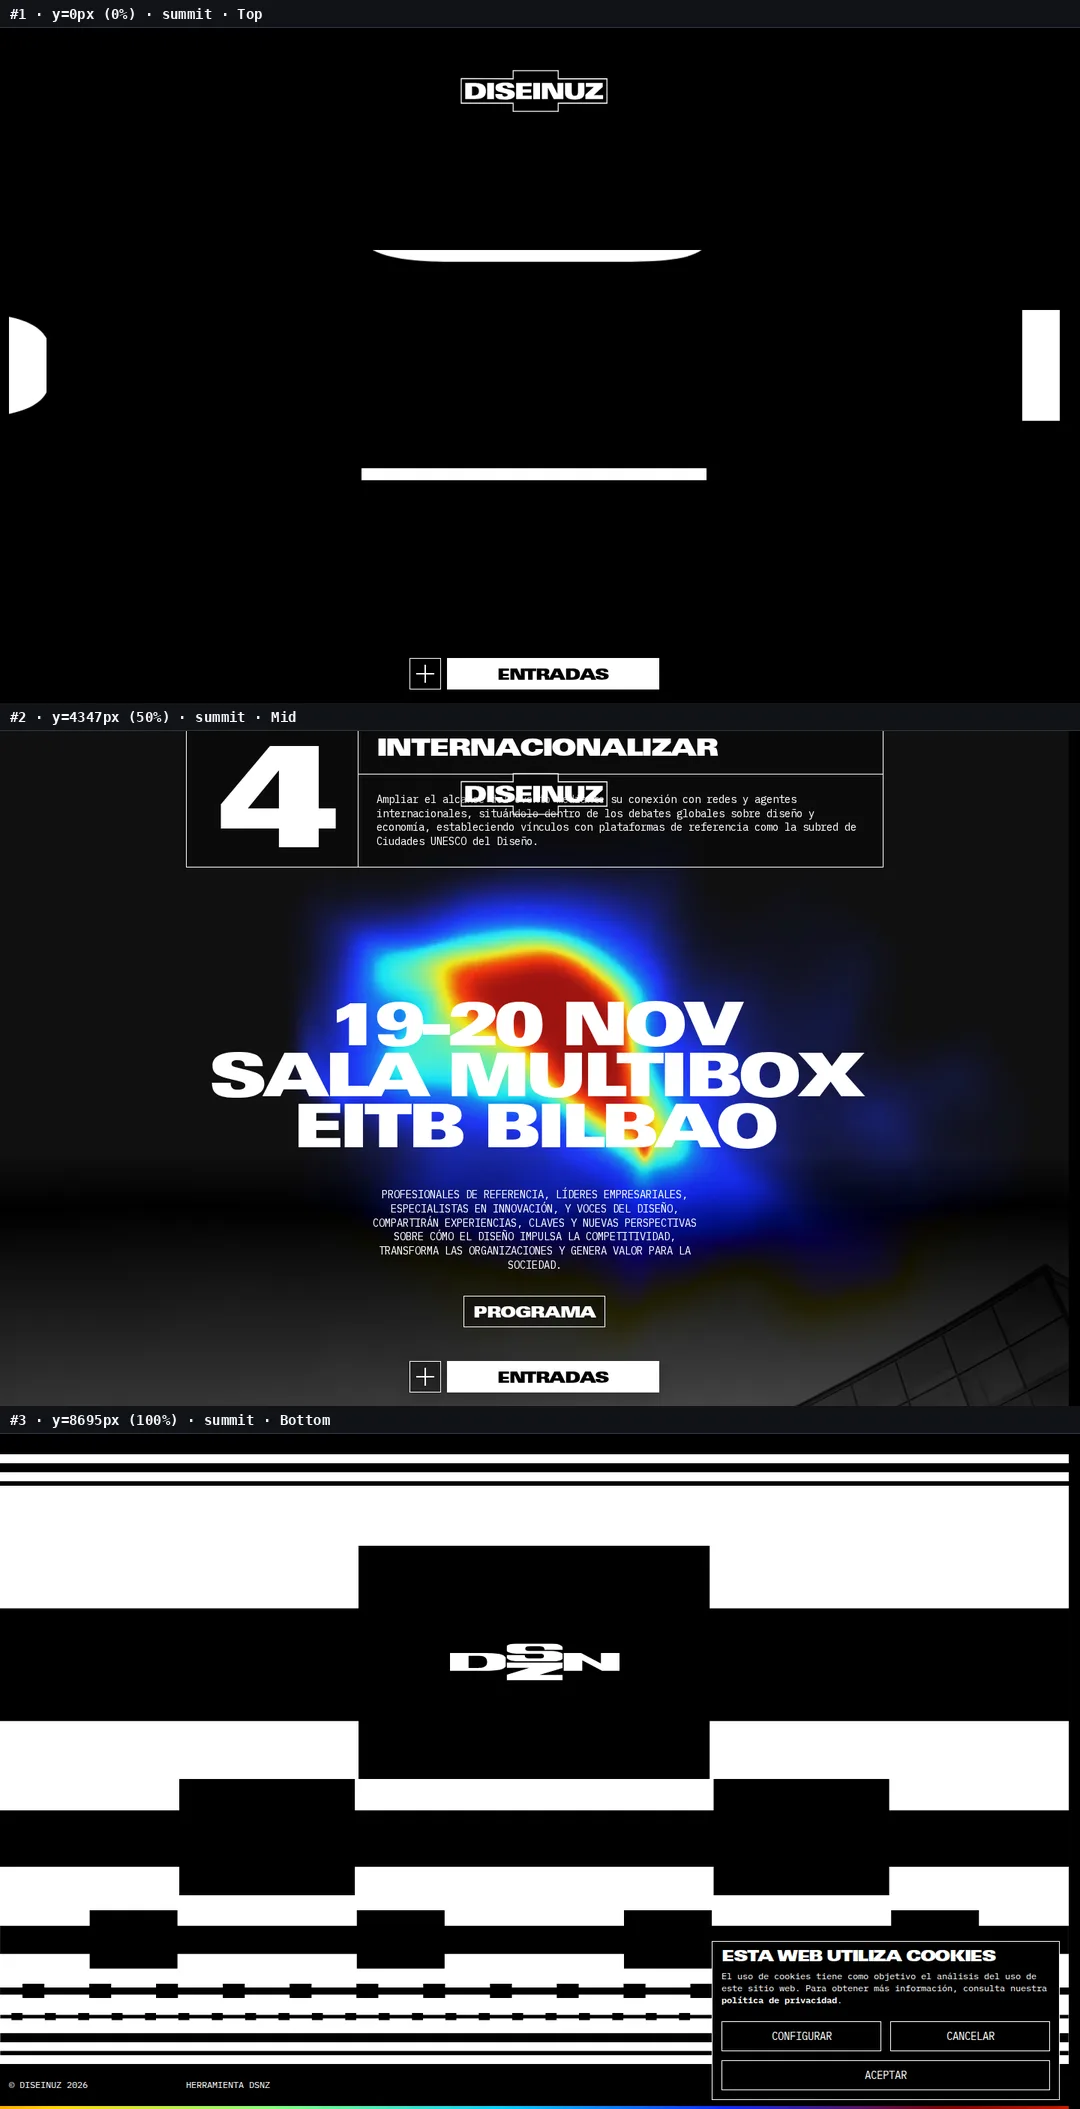 #1 · y=0px (0%) · summit · Top
DISEINUZ
ENTRADAS
#2 · y=4347px (50%) · summit · Mid
4
INTERNACIONALIZAR
DISEINUZ
Ampliar el alcance del evento mediante su conexión con redes y agentes
internacionales, situándolo dentro de los debates globales sobre diseño y
economía, estableciendo vínculos con plataformas de referencia como la subred de
Ciudades UNESCO del Diseño.
19-20 NOV
SALA MULTIBOX
EITB BILBAO
PROFESIONALES DE REFERENCIA, LÍDERES EMPRESARIALES,
ESPECIALISTAS EN INNOVACIÓN, Y VOCES DEL DISEÑO,
COMPARTIRÁN EXPERIENCIAS, CLAVES Y NUEVAS PERSPECTIVAS
SOBRE CÓMO EL DISEÑO IMPULSA LA COMPETITIVIDAD,
TRANSFORMA LAS ORGANIZACIONES Y GENERA VALOR PARA LA
SOCIEDAD.
PROGRAMA
ENTRADAS
#3 · y=8695px (100%) · summit · Bottom
DSZN
ESTA WEB UTILIZA COOKIES
El uso de cookies tiene como objetivo el análisis del uso de
este sitio web. Para obtener más información, consulta nuestra
política de privacidad.
CONFIGURAR
CANCELAR
ACEPTAR
© DISEINUZ 2026
HERRAMIENTA DSNZ